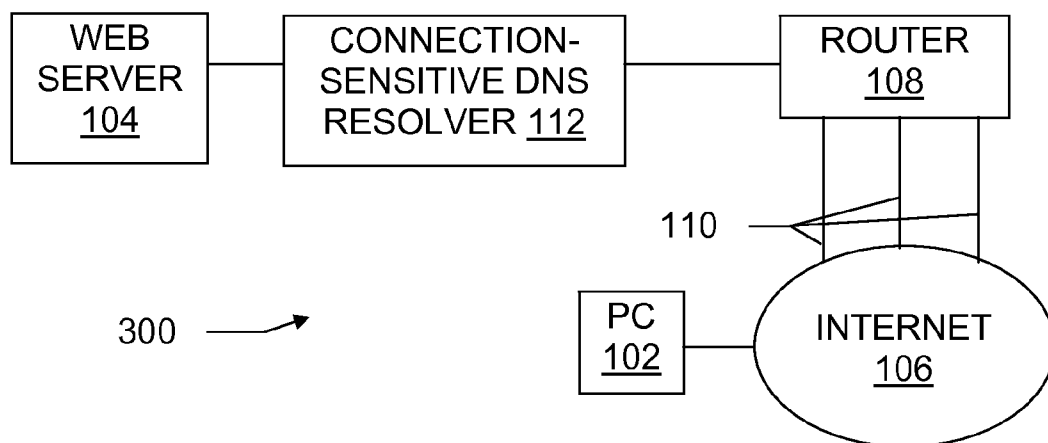 WEB
SERVER
104
CONNECTION-
SENSITIVE DNS
RESOLVER 112
ROUTER
108
110
300
PC
102
INTERNET
106